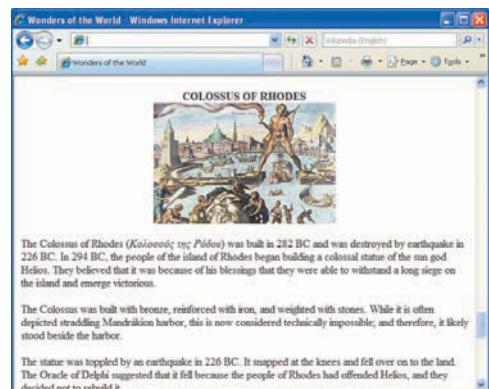 Wonders of the World - Windows Internet Explorer
Wikipedia (English)
Wonders of the World
Page
Tools
COLOSSUS OF RHODES
The Colossus of Rhodes (Κολοσσός της Ρόδου) was built in 282 BC and was destroyed by earthquake in
226 BC. In 294 BC, the people of the island of Rhodes began building a colossal statue of the sun god
Helios. They believed that it was because of his blessings that they were able to withstand a long siege on
the island and emerge victorious.
The Colossus was built with bronze, reinforced with iron, and weighted with stones. While it is often
depicted straddling Mandrákion harbor, this is now considered technically impossible; and therefore, it likely
stood beside the harbor.
The statue was toppled by an earthquake in 226 BC. It snapped at the knees and fell over on to the land.
The Oracle of Delphi suggested that it fell because the people of Rhodes had offended Helios, and they
decided not to rebuild it.